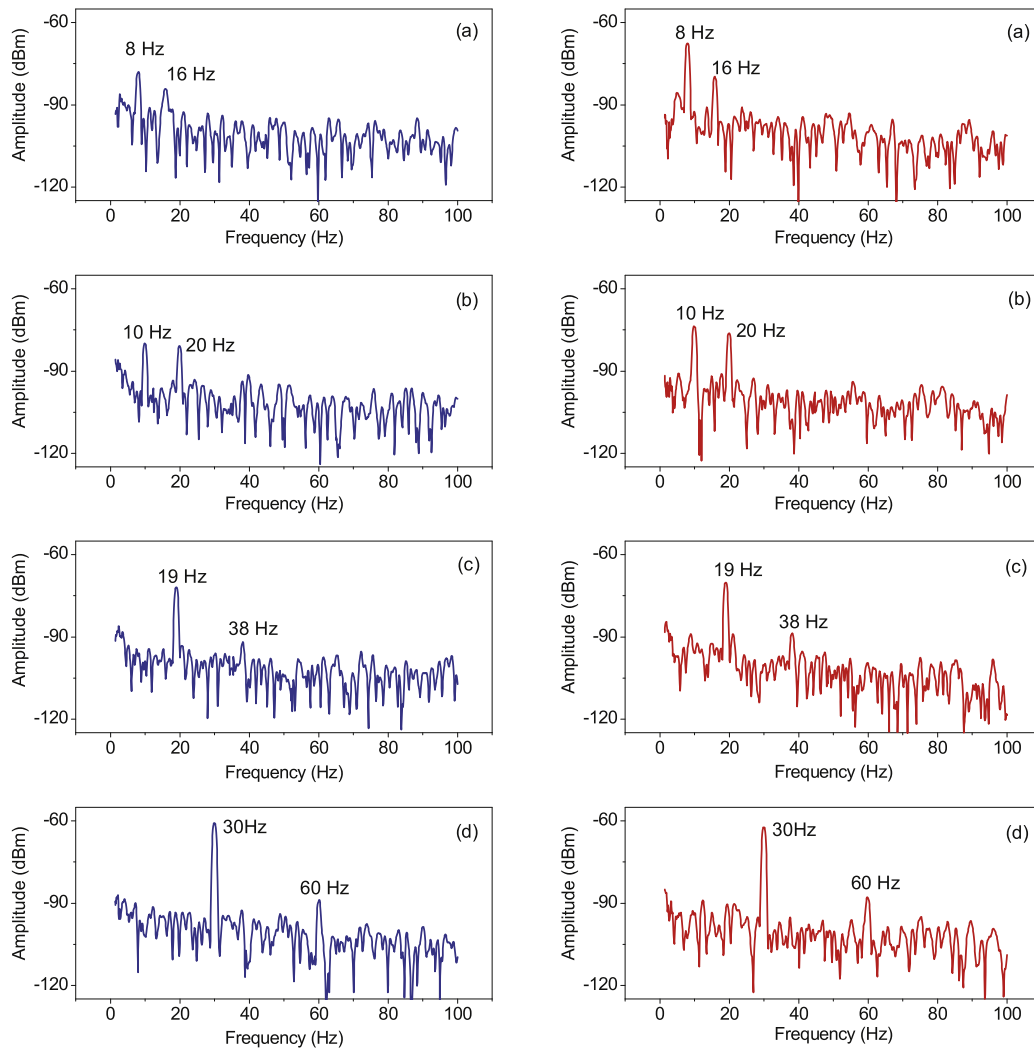 -60
-90
-120
Amplitude (dBm)
(a)
8 Hz
16 Hz
0 20 40 60 80 100
Frequency (Hz)
-60
-90
-120
Amplitude (dBm)
(a)
8 Hz
16 Hz
0 20 40 60 80 100
Frequency (Hz)
-60
-90
-120
Amplitude (dBm)
(b)
10 Hz
20 Hz
0 20 40 60 80 100
Frequency (Hz)
-60
-90
-120
Amplitude (dBm)
(b)
10 Hz
20 Hz
0 20 40 60 80 100
Frequency (Hz)
-60
-90
-120
Amplitude (dBm)
(c)
19 Hz
38 Hz
0 20 40 60 80 100
Frequency (Hz)
-60
-90
-120
Amplitude (dBm)
(c)
19 Hz
38 Hz
0 20 40 60 80 100
Frequency (Hz)
-60
-90
-120
Amplitude (dBm)
(d)
30Hz
60 Hz
0 20 40 60 80 100
Frequency (Hz)
-60
-90
-120
Amplitude (dBm)
(d)
30Hz
60 Hz
0 20 40 60 80 100
Frequency (Hz)